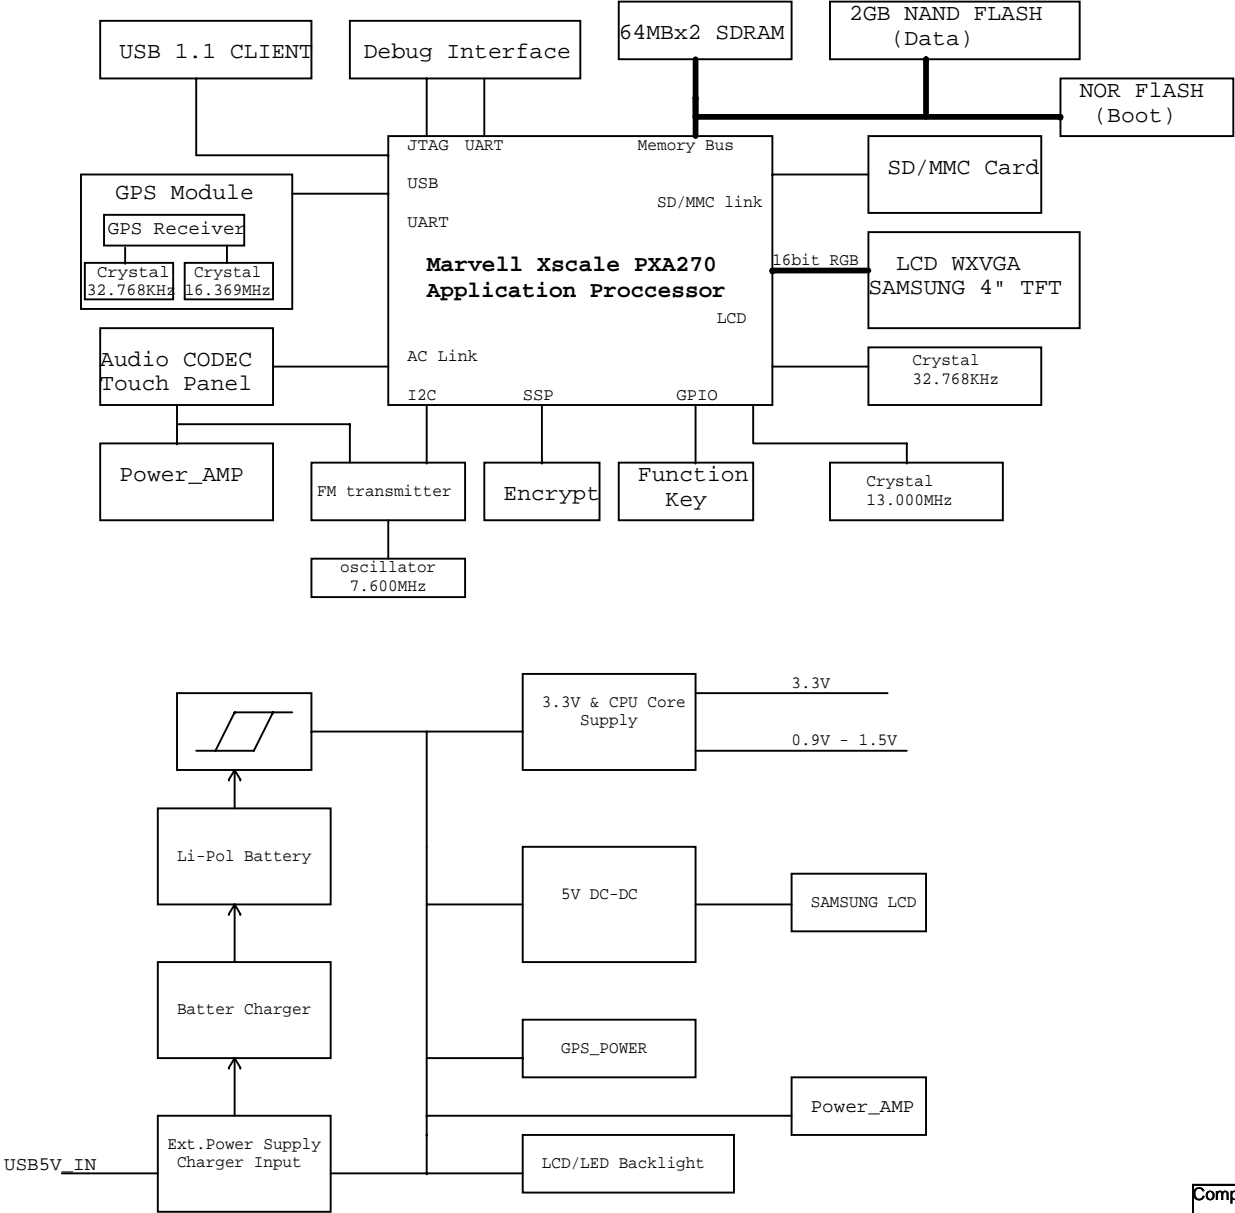 USB 1.1 CLIENT
Debug Interface
64MBx2 SDRAM
2GB NAND FLASH
(Data)
NOR FlASH
(Boot)
JTAG UART
Memory Bus
SD/MMC Card
GPS Module
USB
SD/MMC link
GPS Receiver
UART
Crystal
32.768KHz
Crystal
16.369MHz
Marvell Xscale PXA270
Application Proccessor
16bit RGB
LCD WXVGA
SAMSUNG 4" TFT
LCD
Audio CODEC
Touch Panel
AC Link
Crystal
32.768KHz
I2C
SSP
GPIO
Power_AMP
FM transmitter
Encrypt
Function
Key
Crystal
13.000MHz
oscillator
7.600MHz
3.3V & CPU Core
Supply
3.3V
0.9V - 1.5V
Li-Pol Battery
5V DC-DC
SAMSUNG LCD
Batter Charger
GPS_POWER
Power_AMP
USB5V_IN
Ext.Power Supply
Charger Input
LCD/LED Backlight
Comp